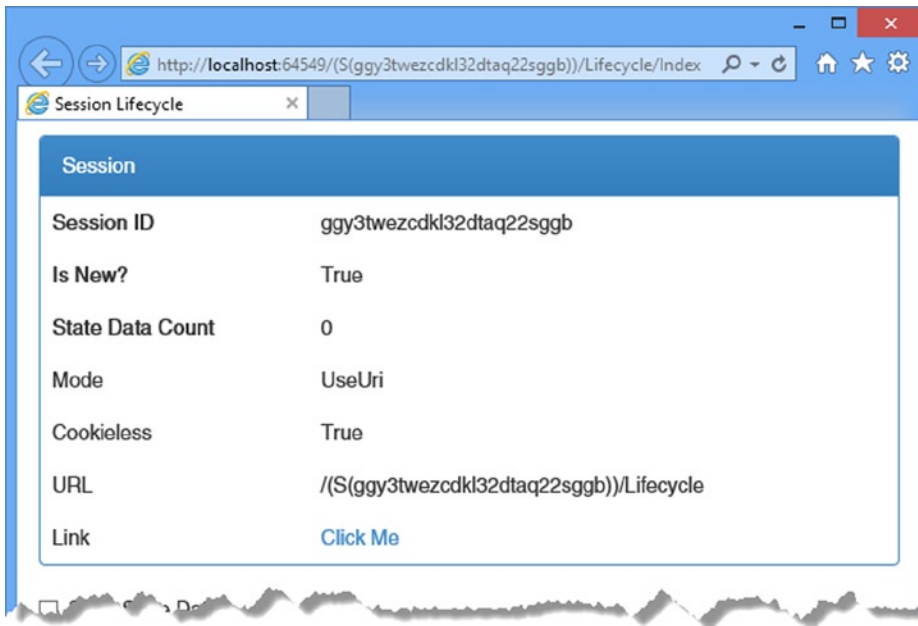 http://localhost:64549/(S(ggy3twezcdkl32dtaq22sggb))/Lifecycle/Index
Session Lifecycle
Session
Session ID ggy3twezcdkl32dtaq22sggb
Is New? True
State Data Count 0
Mode UseUri
Cookieless True
URL /(S(ggy3twezcdkl32dtaq22sggb))/Lifecycle
Link Click Me